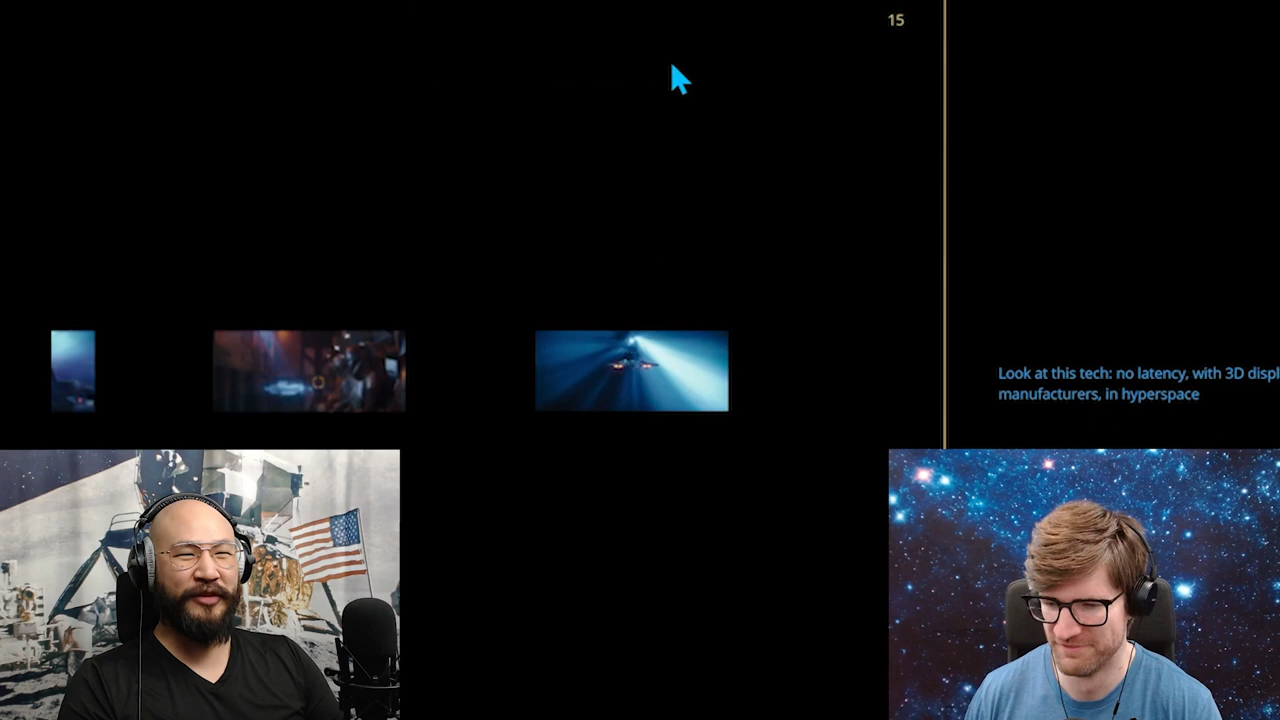 15
Look at this tech: no latency, with 3D displ
manufacturers, in hyperspace